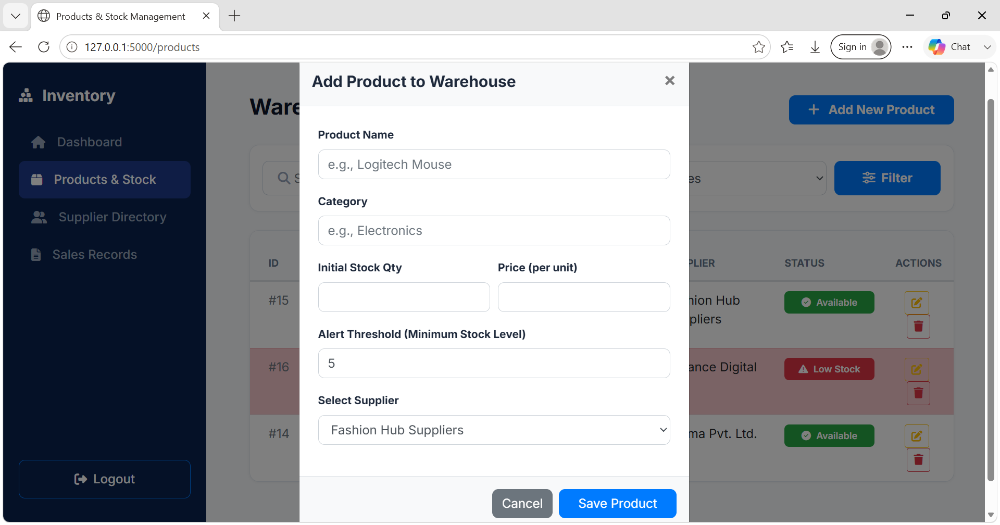 Products & Stock Management
127.0.0.1:5000/products
Sign in
Chat
Inventory
Dashboard
Products & Stock
Supplier Directory
Sales Records
Logout
Ware
Add New Product
S
es
Filter
ID
PLIER
STATUS
ACTIONS
#15
hion Hub
pliers
Available
#16
ance Digital
Low Stock
#14
ma Pvt. Ltd.
Available
Add Product to Warehouse
Product Name
e.g., Logitech Mouse
Category
e.g., Electronics
Initial Stock Qty
Price (per unit)
Alert Threshold (Minimum Stock Level)
5
Select Supplier
Fashion Hub Suppliers
Cancel
Save Product